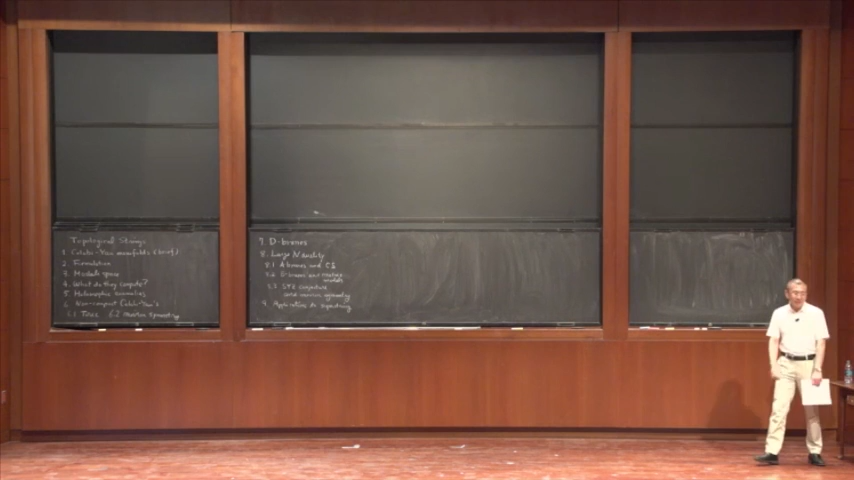 Topological Strings
1. Calabi-Yau manifolds (brief)
2. Formulation
3. Moduli space
4. What do they compute?
5. Holomorphic anomalies
6. Non-compact Calabi-Yau's
6.1 Toric 6.2 Mirror Symmetry
7. D-branes
8. Large N duality
8.1 A branes and CS
8.2 B-branes and matrix
models
8.3 conjecture
and mirror symmetry
9. Applications to superstring